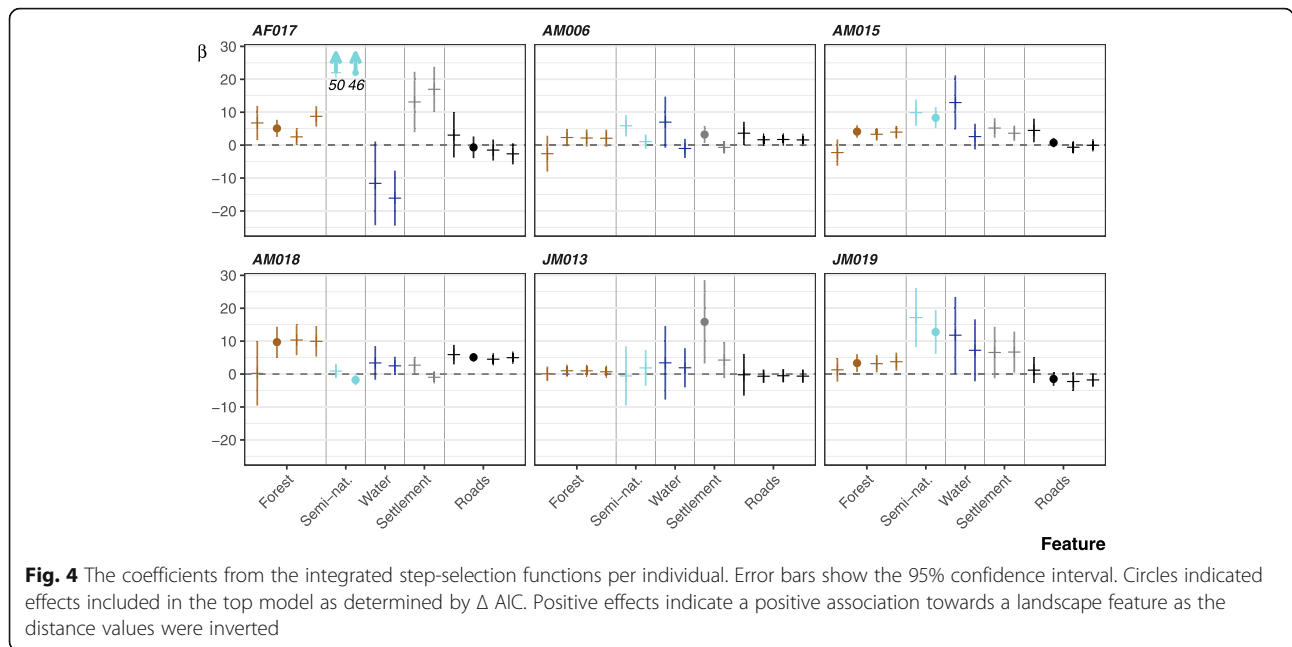 AF017 AM006 AM015
β
30
20
10
0
−10
−20
50 46
AM018 JM013 JM019
30
20
10
0
−10
−20
Forest Semi−nat. Water Settlement Roads Forest Semi−nat. Water Settlement Roads Forest Semi−nat. Water Settlement Roads
Feature
Fig. 4 The coefficients from the integrated step-selection functions per individual. Error bars show the 95% confidence interval. Circles indicated
effects included in the top model as determined by Δ AIC. Positive effects indicate a positive association towards a landscape feature as the
distance values were inverted